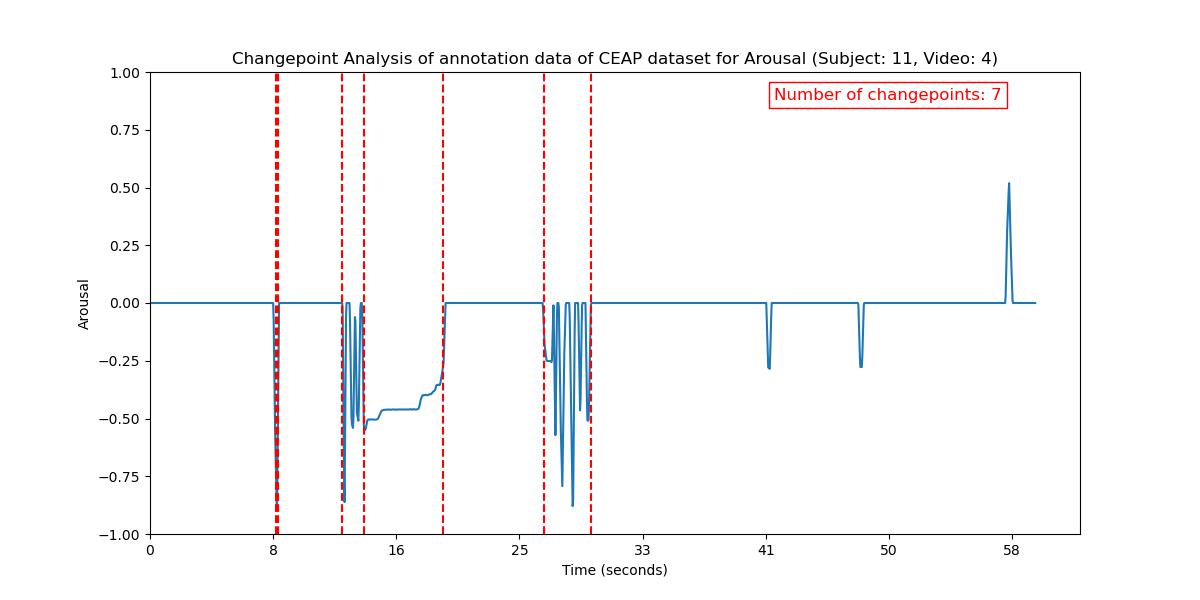 Changepoint Analysis of annotation data of CEAP dataset for Arousal (Subject: 11, Video: 4)
Number of changepoints: 7
1.00
0.75
0.50
0.25
0.00
−0.25
−0.50
−0.75
−1.00
Arousal
0 8 16 25 33 41 50 58
Time (seconds)